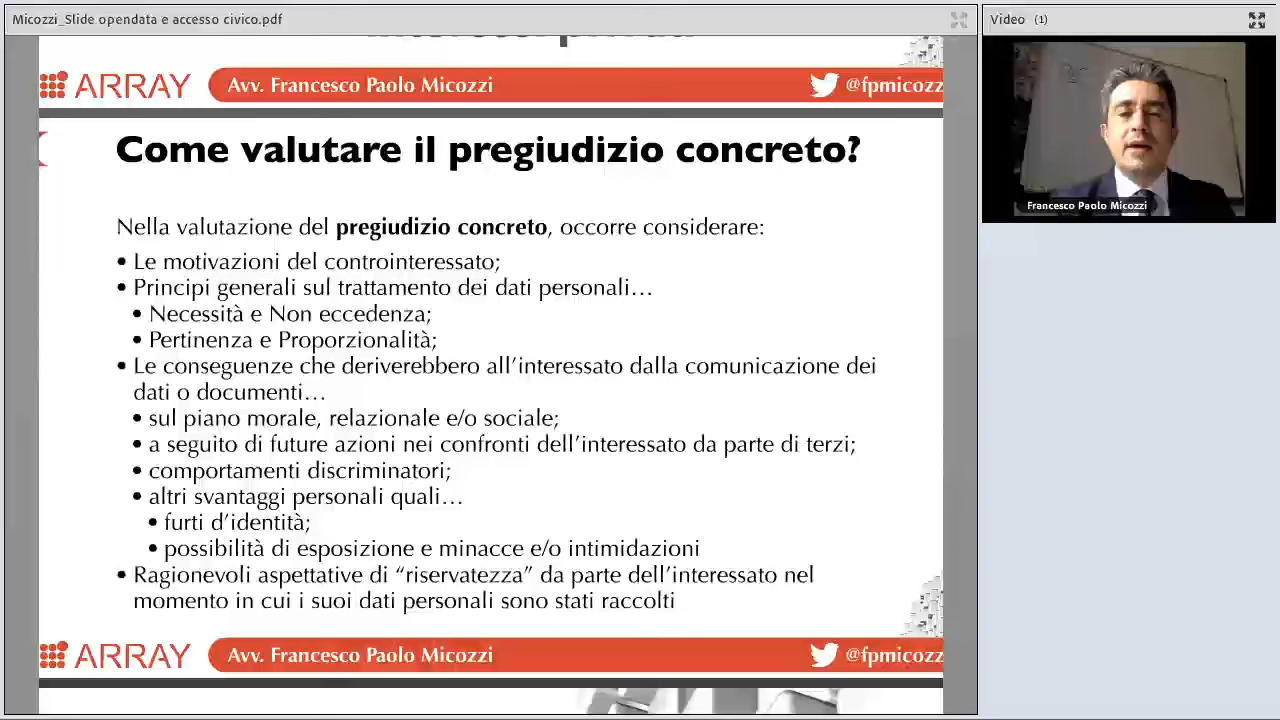 Micozzi_Slide opendata e accesso civico.pdf
Video (1)
ARRAY
Avv. Francesco Paolo Micozzi
@fpmicozz
Come valutare il pregiudizio concreto?
Nella valutazione del pregiudizio concreto, occorre considerare:
• Le motivazioni del controinteressato;
• Principi generali sul trattamento dei dati personali…
• Necessità e Non eccedenza;
• Pertinenza e Proporzionalità;
• Le conseguenze che deriverebbero all’interessato dalla comunicazione dei
dati o documenti…
• sul piano morale, relazionale e/o sociale;
• a seguito di future azioni nei confronti dell’interessato da parte di terzi;
• comportamenti discriminatori;
• altri svantaggi personali quali…
• furti d’identità;
• possibilità di esposizione e minacce e/o intimidazioni
• Ragionevoli aspettative di “riservatezza” da parte dell’interessato nel
momento in cui i suoi dati personali sono stati raccolti
ARRAY
Avv. Francesco Paolo Micozzi
@fpmicozz
Francesco Paolo Micozzi